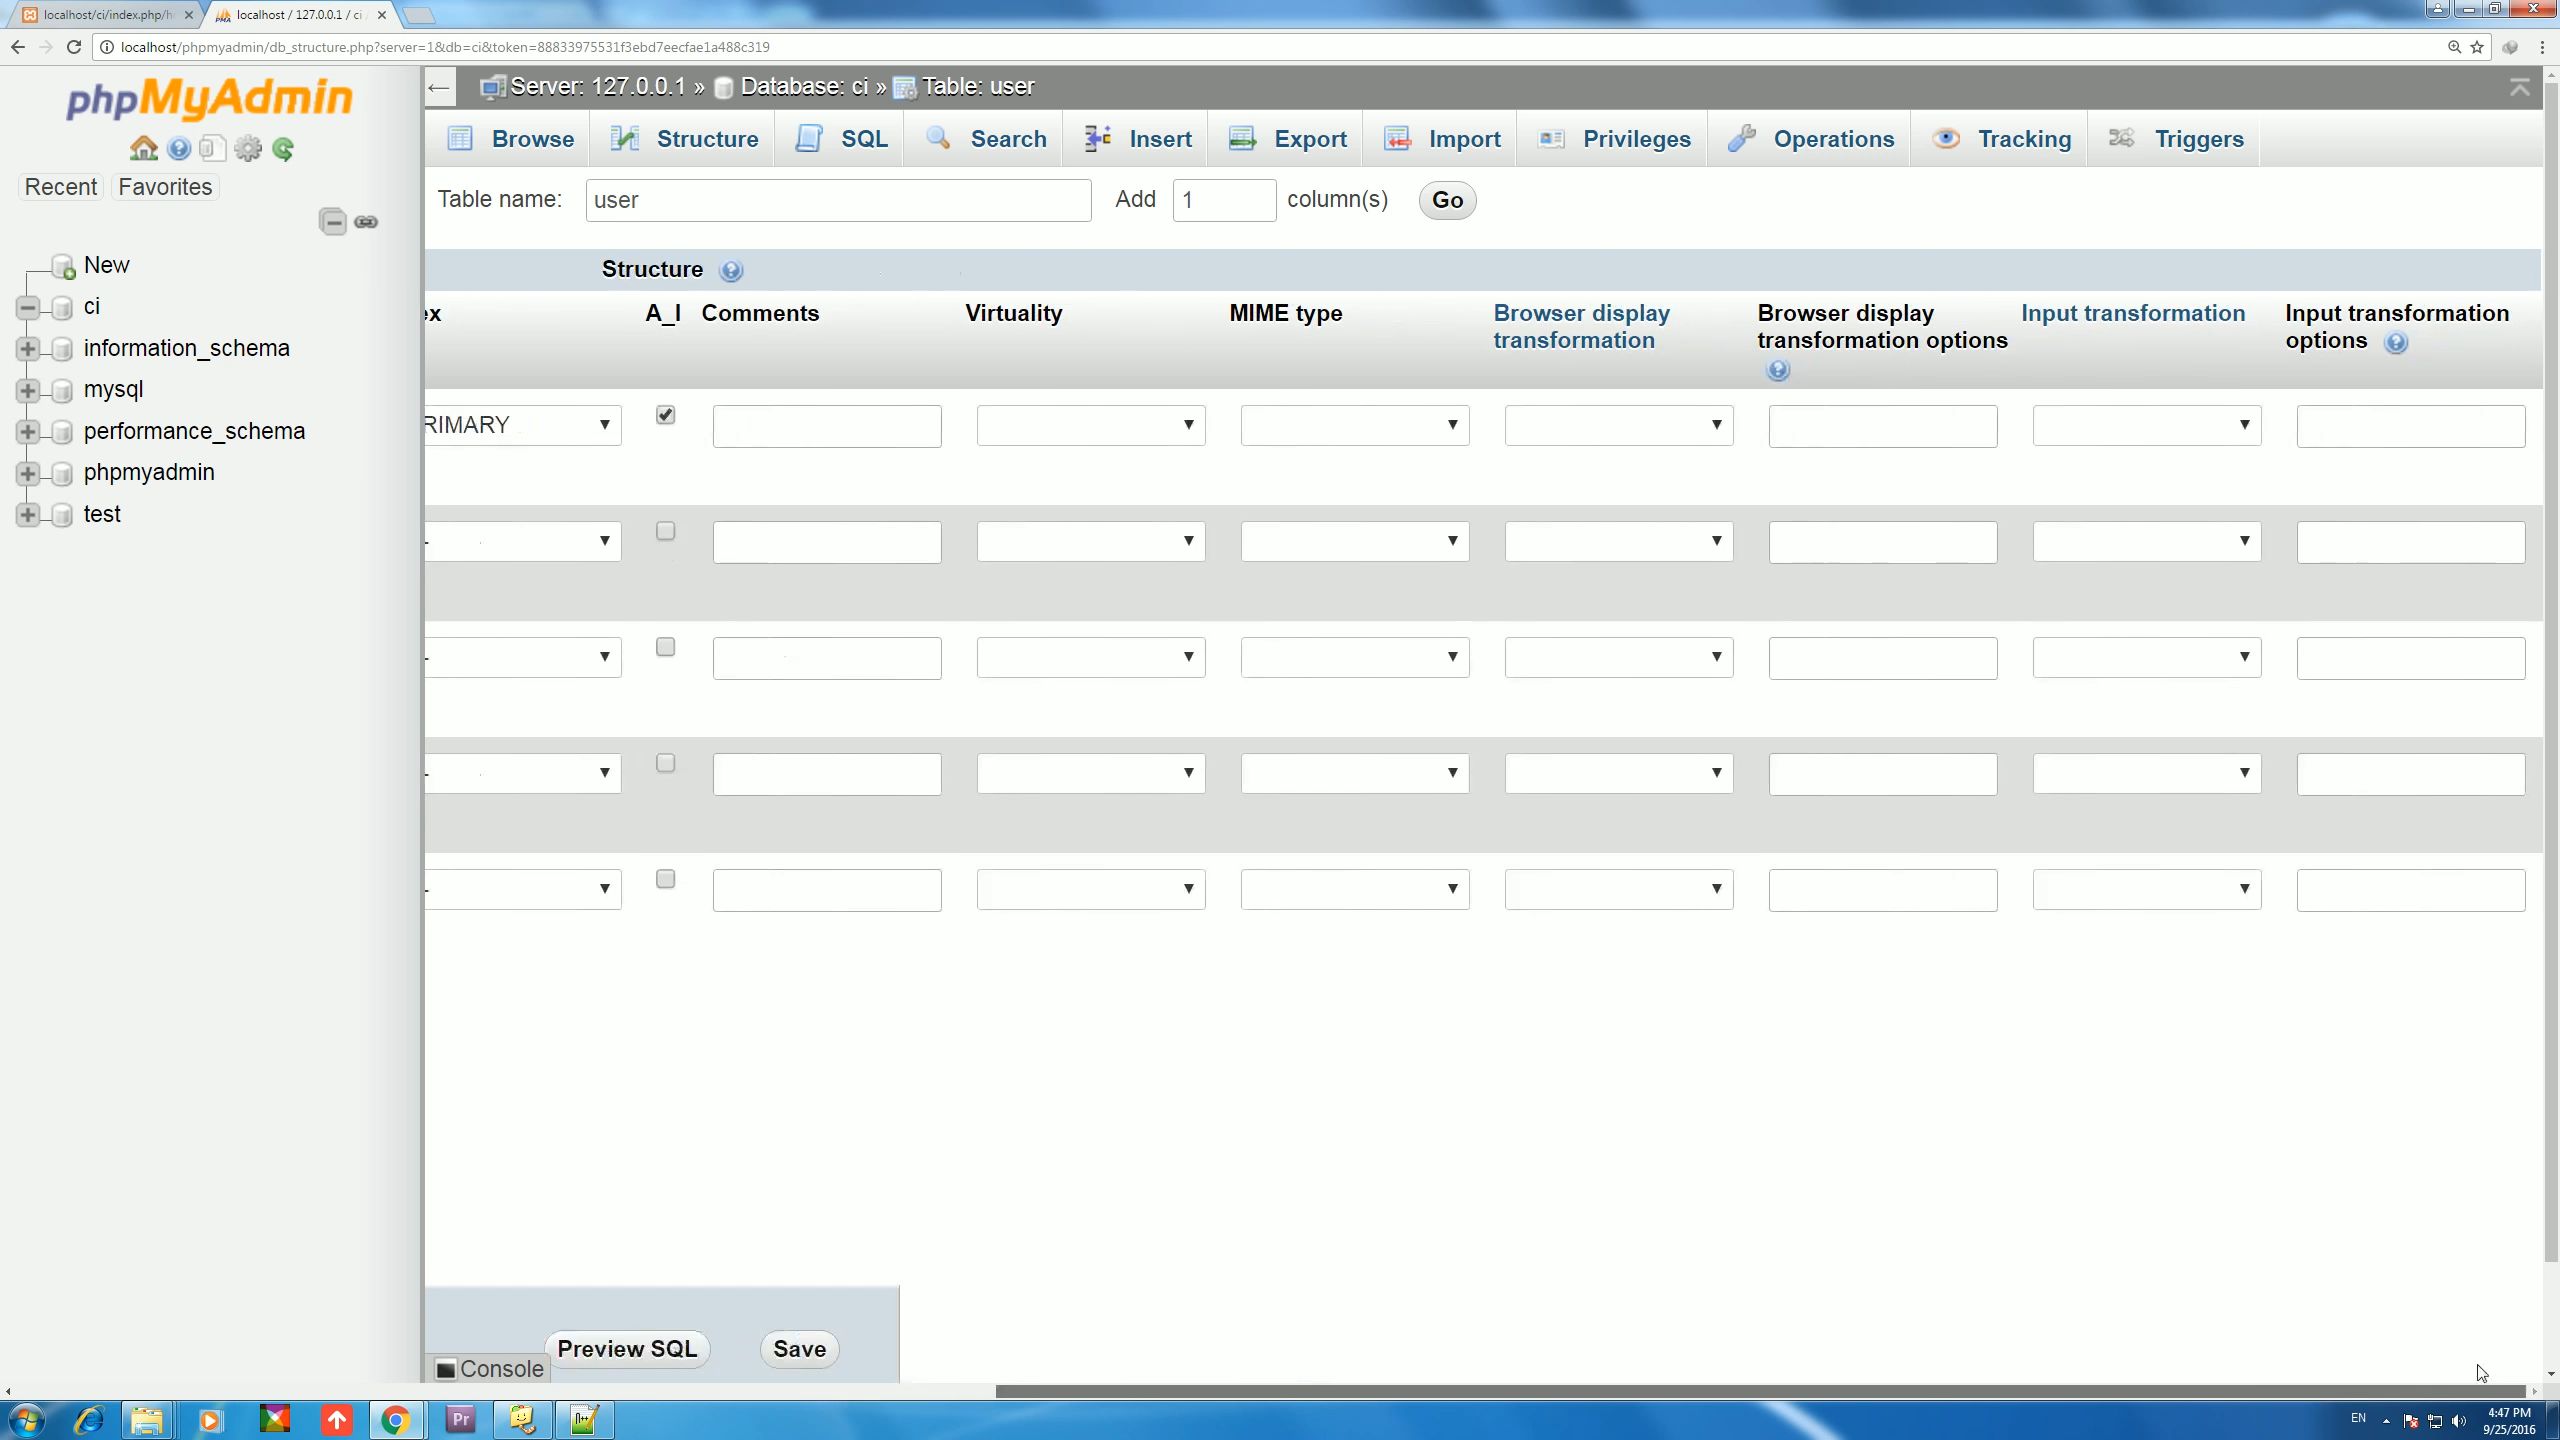 localhost/ci/index.php/h
localhost / 127.0.0.1 / ci
localhost/phpmyadmin/db_structure.php?server=1&db=ci&token=88833975531f3ebd7eecfae1a488c319
phpMyAdmin
Recent Favorites
New
ci
information_schema
mysql
performance_schema
phpmyadmin
test
Server: 127.0.0.1 » Database: ci » Table: user
Browse Structure SQL Search Insert Export Import Privileges Operations Tracking Triggers
Table name: user Add 1 column(s) Go
Structure
ex A_I Comments Virtuality MIME type Browser display transformation Browser display transformation options Input transformation Input transformation options
RIMARY
Preview SQL Save
Console
Pr
EN
4:47 PM
9/25/2016